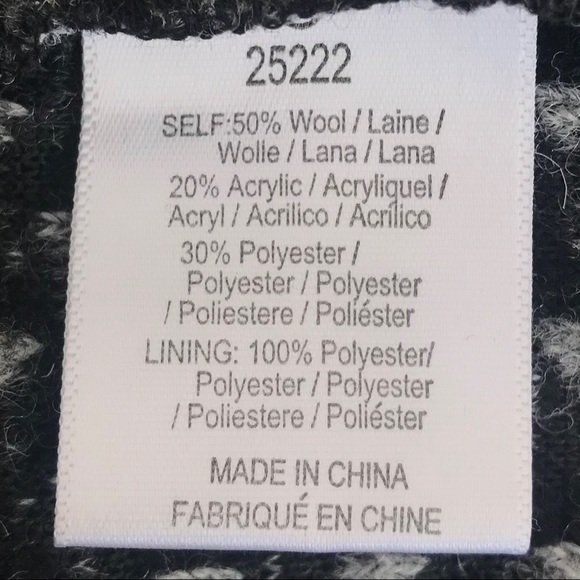 25222
SELF:50% Wool / Laine /
Wolle / Lana / Lana
20% Acrylic / Acryliquel /
Acryl / Acrilico / Acrílico
30% Polyester /
Polyester / Polyester
/ Poliestere / Poliéster
LINING: 100% Polyester/
Polyester / Polyester
/ Poliestere / Poliéster
MADE IN CHINA
FABRIQUÉ EN CHINE